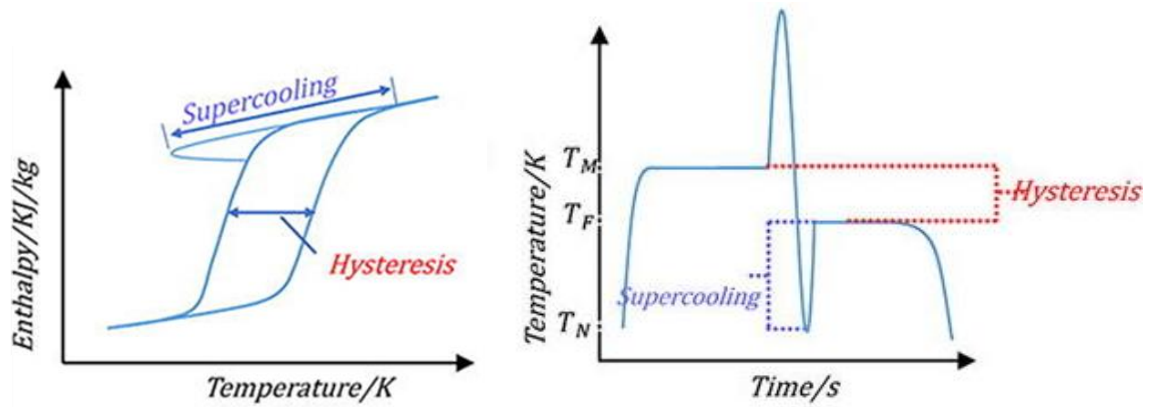 Supercooling
Enthalpy/KJ/kg
Hysteresis
Temperature/K
Temperature/K
T_M
Hysteresis
T_F
Supercooling
T_N
Time/s